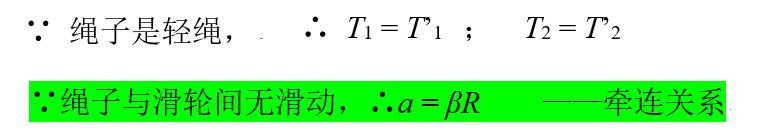 ∵ 绳子是轻绳， ∴ T₁ = T’₁ ； T₂ = T’₂
∵绳子与滑轮间无滑动，∴a = βR ——牵连关系